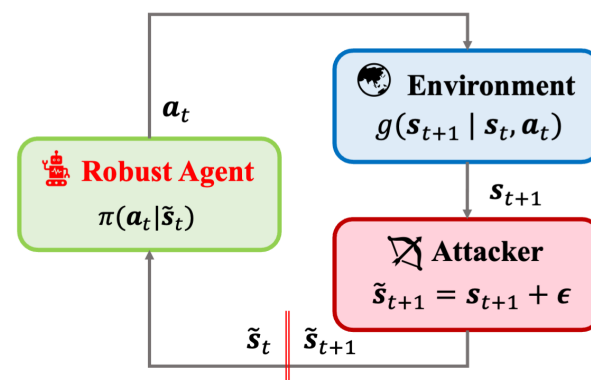 Environment
g(s_{t+1} | s_t, a_t)
a_t
Robust Agent
π(a_t|s̃_t)
s_{t+1}
Attacker
s̃_{t+1} = s_{t+1} + ϵ
s̃_t s̃_{t+1}